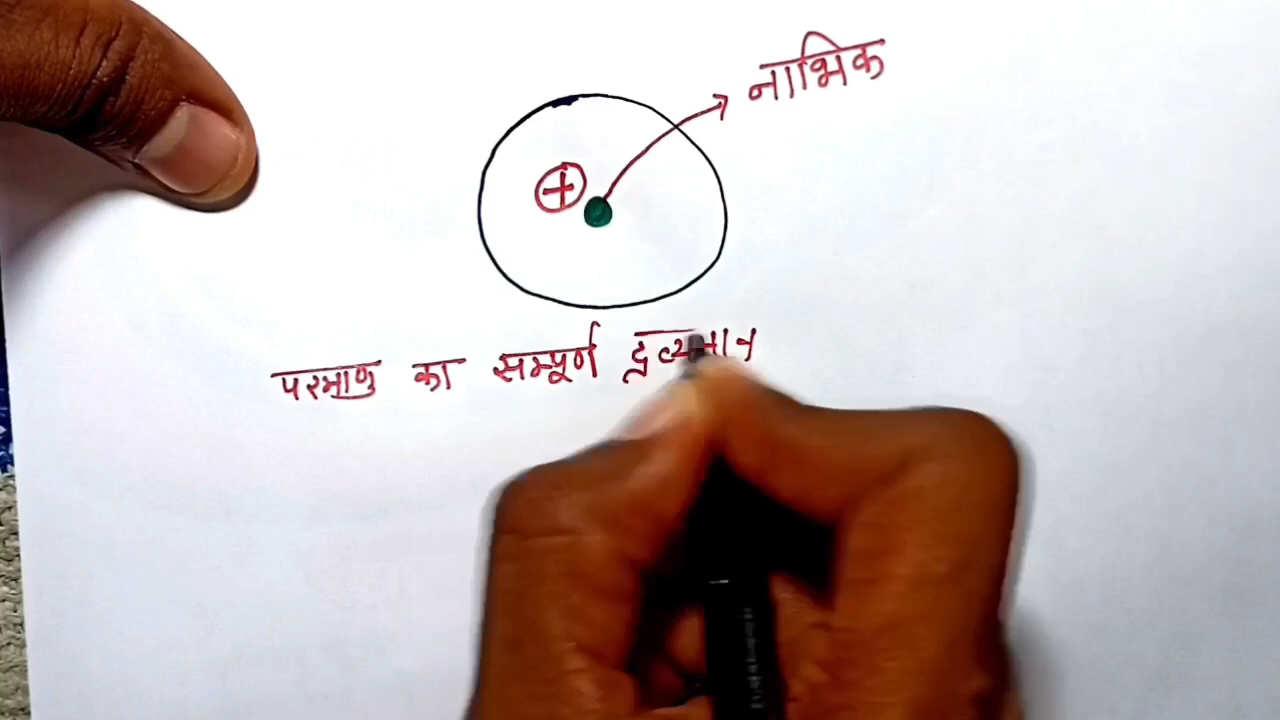 नाभिक
+
परमाणु का सम्पूर्ण द्रव्यमान